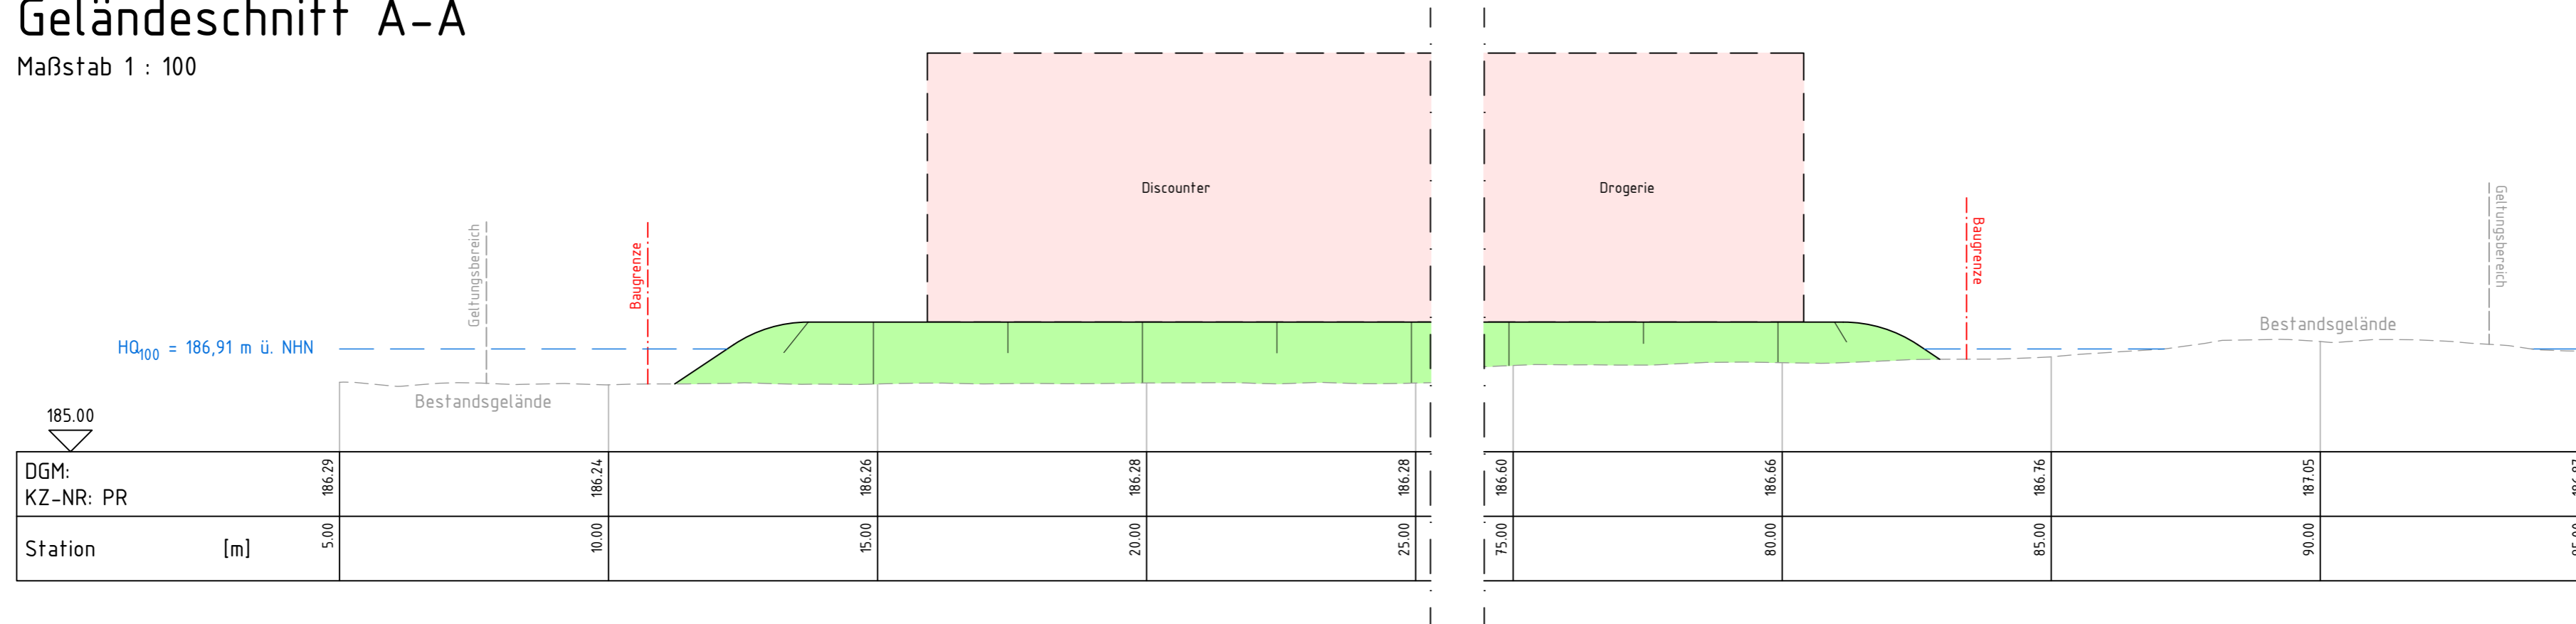 Geländeschnitt A-A
Maßstab 1 : 100
Discounter
Drogerie
Geltungsbereich
Baugrenze
Baugrenze
Geltungsbereich
HQ100 = 186,91 m ü. NHN
Bestandsgelände
Bestandsgelände
185.00
DGM:
KZ-NR: PR
186.29 186.24 186.26 186.28 186.28 186.60 186.66 186.76 187.05
Station [m]
5.00 10.00 15.00 20.00 25.00 75.00 80.00 85.00 90.00